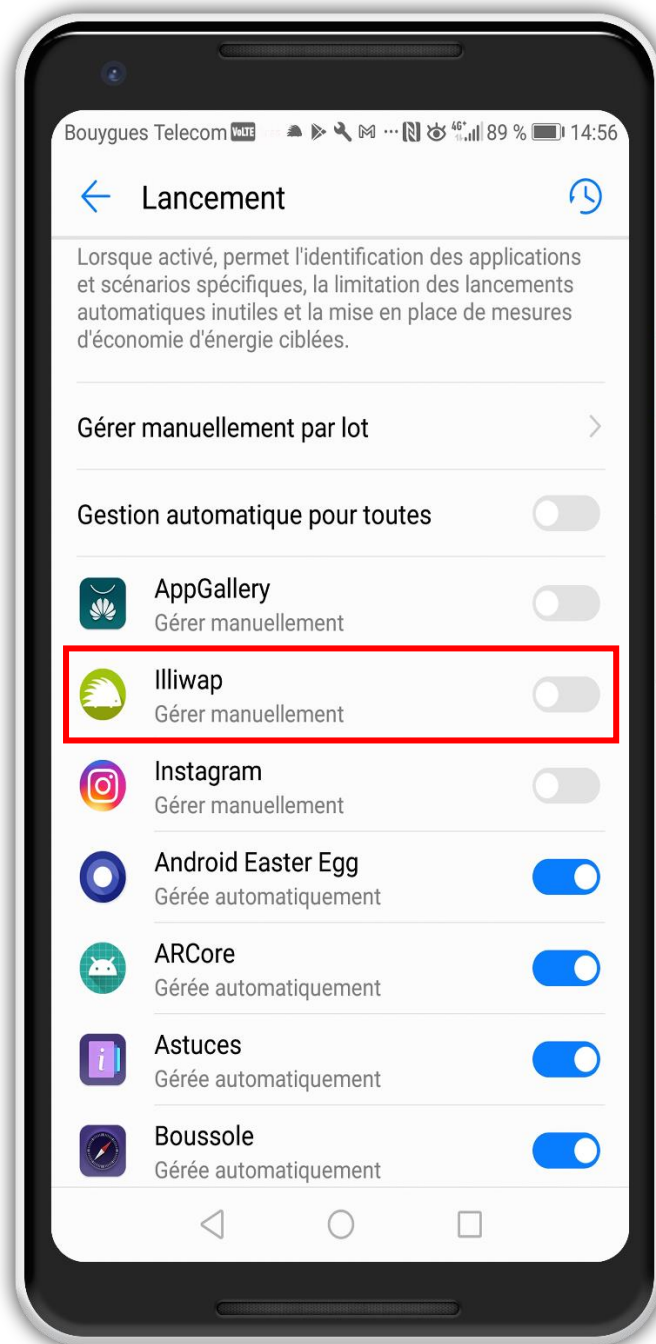 Bouygues Telecom VoLTE 4G+ 89 % 14:56
Lancement
Lorsque activé, permet l'identification des applications
et scénarios spécifiques, la limitation des lancements
automatiques inutiles et la mise en place de mesures
d'économie d'énergie ciblées.
Gérer manuellement par lot
Gestion automatique pour toutes
AppGallery
Gérer manuellement
Illiwap
Gérer manuellement
Instagram
Gérer manuellement
Android Easter Egg
Gérée automatiquement
ARCore
Gérée automatiquement
Astuces
Gérée automatiquement
Boussole
Gérée automatiquement